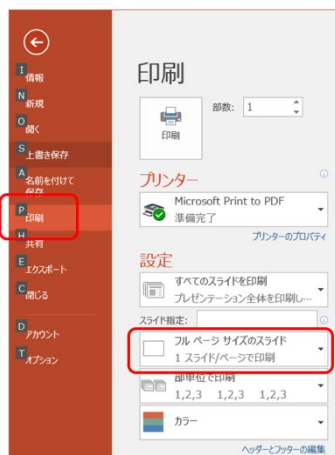 I
情報
N
新規
O
開く
S
上書き保存
A
名前を付けて
保存
P
印刷
H
共有
E
エクスポート
C
閉じる
D
アカウント
T
オプション
印刷
部数: 1
印刷
プリンター
Microsoft Print to PDF
準備完了
プリンターのプロパティ
設定
すべてのスライドを印刷
プレゼンテーション全体を印刷し...
スライド指定:
フル ページ サイズのスライド
1 スライド/ページで印刷
部単位で印刷
1,2,3 1,2,3 1,2,3
カラー
ヘッダーとフッターの編集